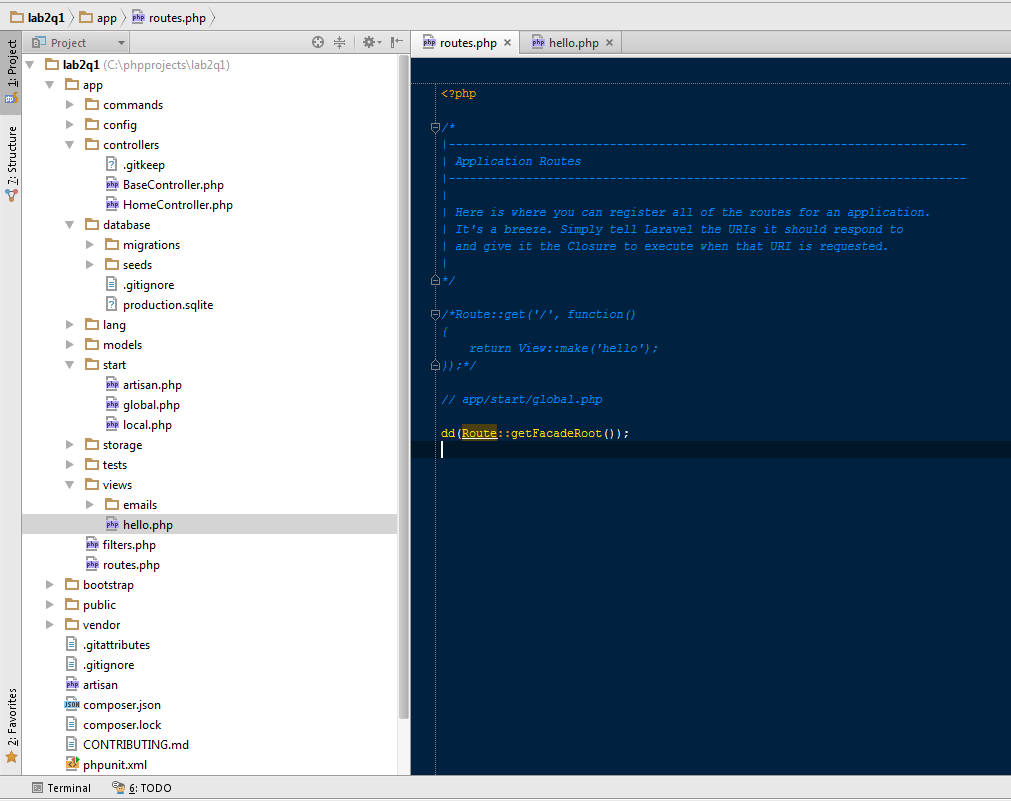 lab2q1 app routes.php
Project
routes.php hello.php
1: Project
7: Structure
2: Favorites
lab2q1 (C:\phpprojects\lab2q1)
app
commands
config
controllers
.gitkeep
BaseController.php
HomeController.php
database
migrations
seeds
.gitignore
production.sqlite
lang
models
start
artisan.php
global.php
local.php
storage
tests
views
emails
hello.php
filters.php
routes.php
bootstrap
public
vendor
.gitattributes
.gitignore
artisan
composer.json
composer.lock
CONTRIBUTING.md
phpunit.xml
<?php
/*
|--------------------------------------------------------------------------
| Application Routes
|--------------------------------------------------------------------------
|
| Here is where you can register all of the routes for an application.
| It's a breeze. Simply tell Laravel the URIs it should respond to
| and give it the Closure to execute when that URI is requested.
|
*/
/*Route::get('/', function()
{
    return View::make('hello');
});*/
// app/start/global.php
dd(Route::getFacadeRoot());
Terminal 6: TODO